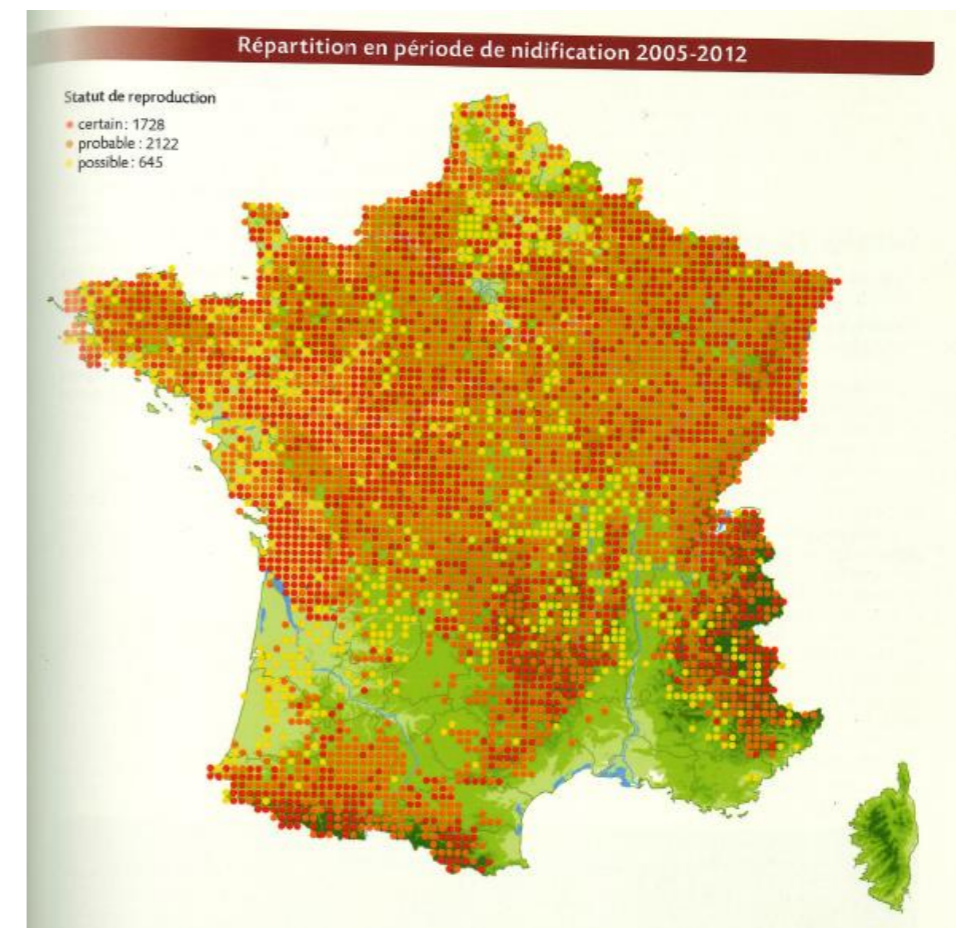 Répartition en période de nidification 2005-2012
Statut de reproduction
certain : 1728
probable : 2122
possible : 645